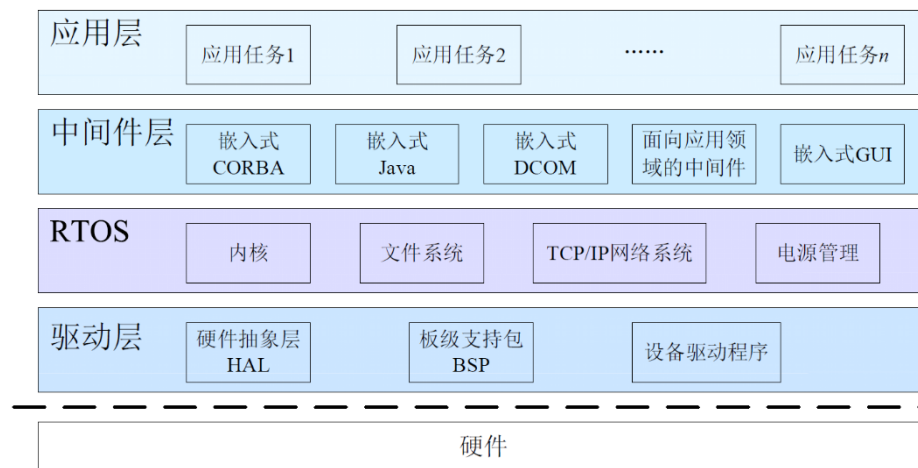 应用层
应用任务1
应用任务2
......
应用任务n
中间件层
嵌入式
CORBA
嵌入式
Java
嵌入式
DCOM
面向应用领
域的中间件
嵌入式GUI
RTOS
内核
文件系统
TCP/IP网络系统
电源管理
驱动层
硬件抽象层
HAL
板级支持包
BSP
设备驱动程序
硬件